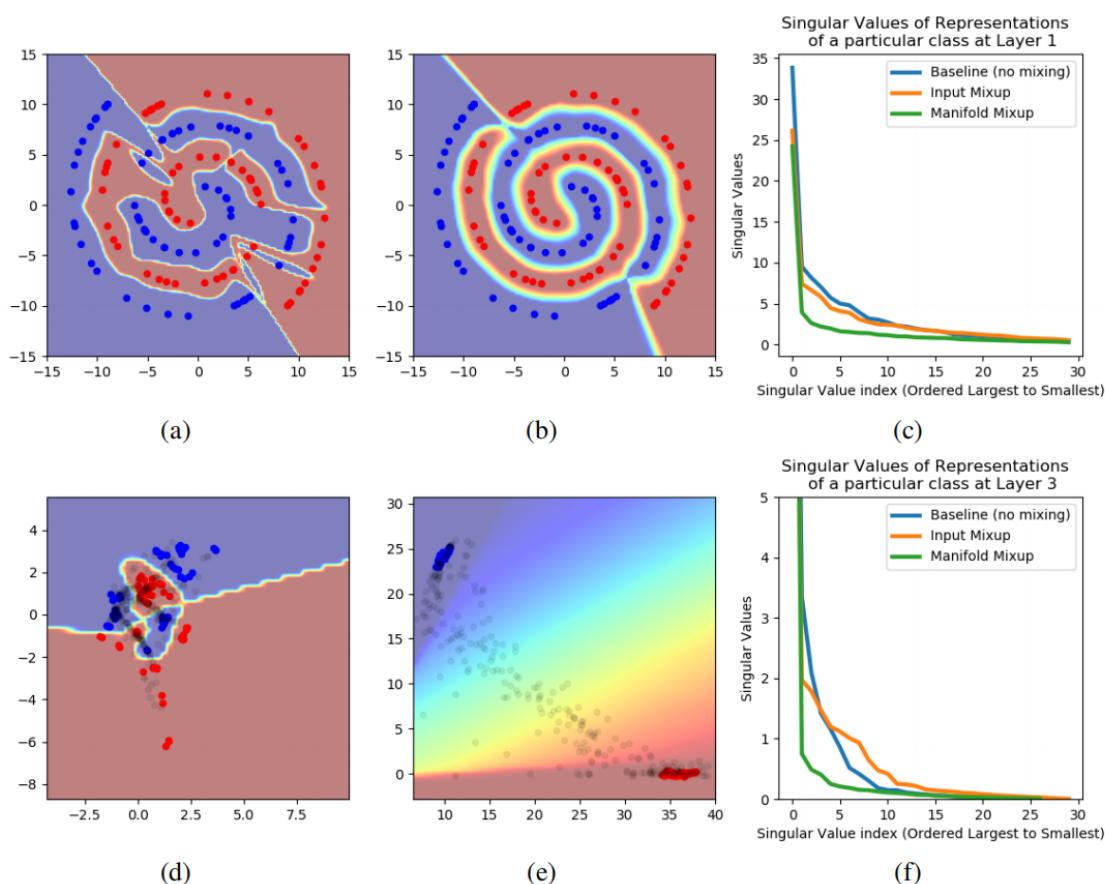 15
10
5
0
−5
−10
−15
−15 −10 −5 0 5 10 15
(a)
15
10
5
0
−5
−10
−15
−15 −10 −5 0 5 10 15
(b)
Singular Values of Representations
of a particular class at Layer 1
Baseline (no mixing)
Input Mixup
Manifold Mixup
Singular Values
35
30
25
20
15
10
5
0
0 5 10 15 20 25 30
Singular Value index (Ordered Largest to Smallest)
(c)
4
2
0
−2
−4
−6
−8
−2.5 0.0 2.5 5.0 7.5
(d)
30
25
20
15
10
5
0
10 15 20 25 30 35 40
(e)
Singular Values of Representations
of a particular class at Layer 3
Baseline (no mixing)
Input Mixup
Manifold Mixup
Singular Values
5
4
3
2
1
0
0 5 10 15 20 25 30
Singular Value index (Ordered Largest to Smallest)
(f)